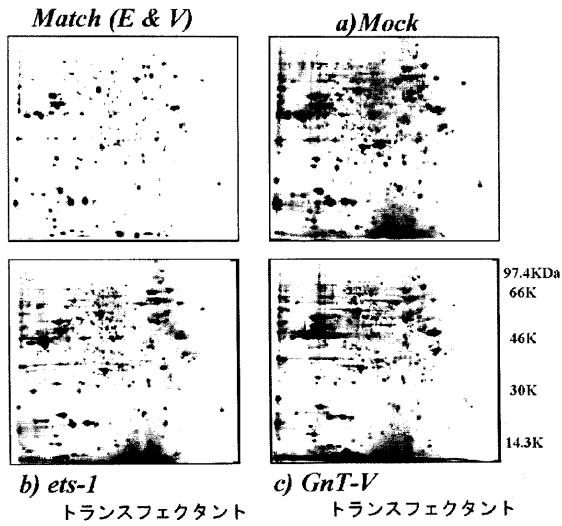 Match (E & V)
a)Mock
97.4KDa
66K
46K
30K
14.3K
b) ets-1
トランスフェクタント
c) GnT-V
トランスフェクタント